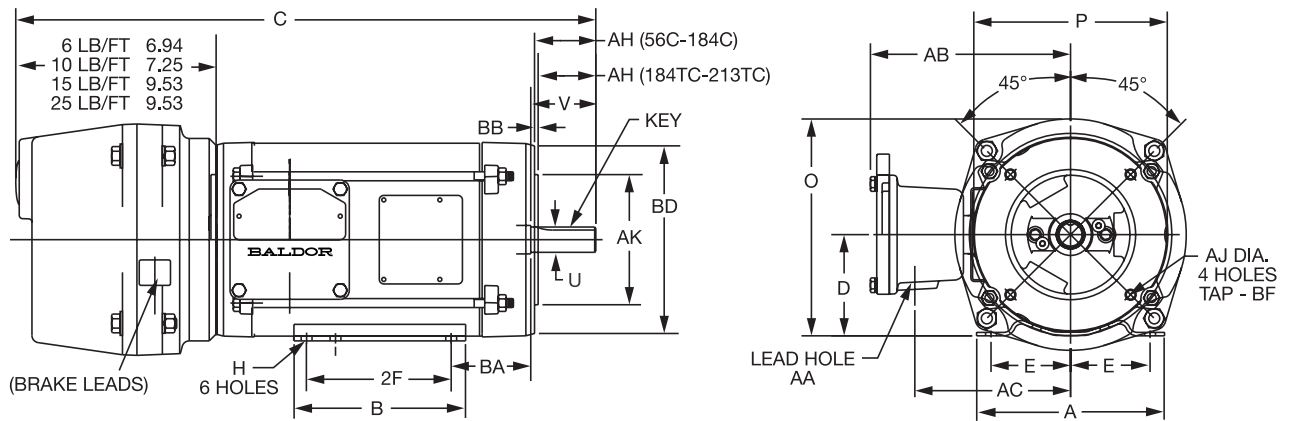 C
6 LB/FT 6.94
10 LB/FT 7.25
15 LB/FT 9.53
25 LB/FT 9.53
AH (56C-184C)
AH (184TC-213TC)
V
BB
KEY
BD
AK
U
BALDOR
(BRAKE LEADS)
H
6 HOLES
2F
BA
B
P
AB
45°
45°
O
D
AJ DIA.
4 HOLES
TAP - BF
LEAD HOLE
AA
E
E
AC
A